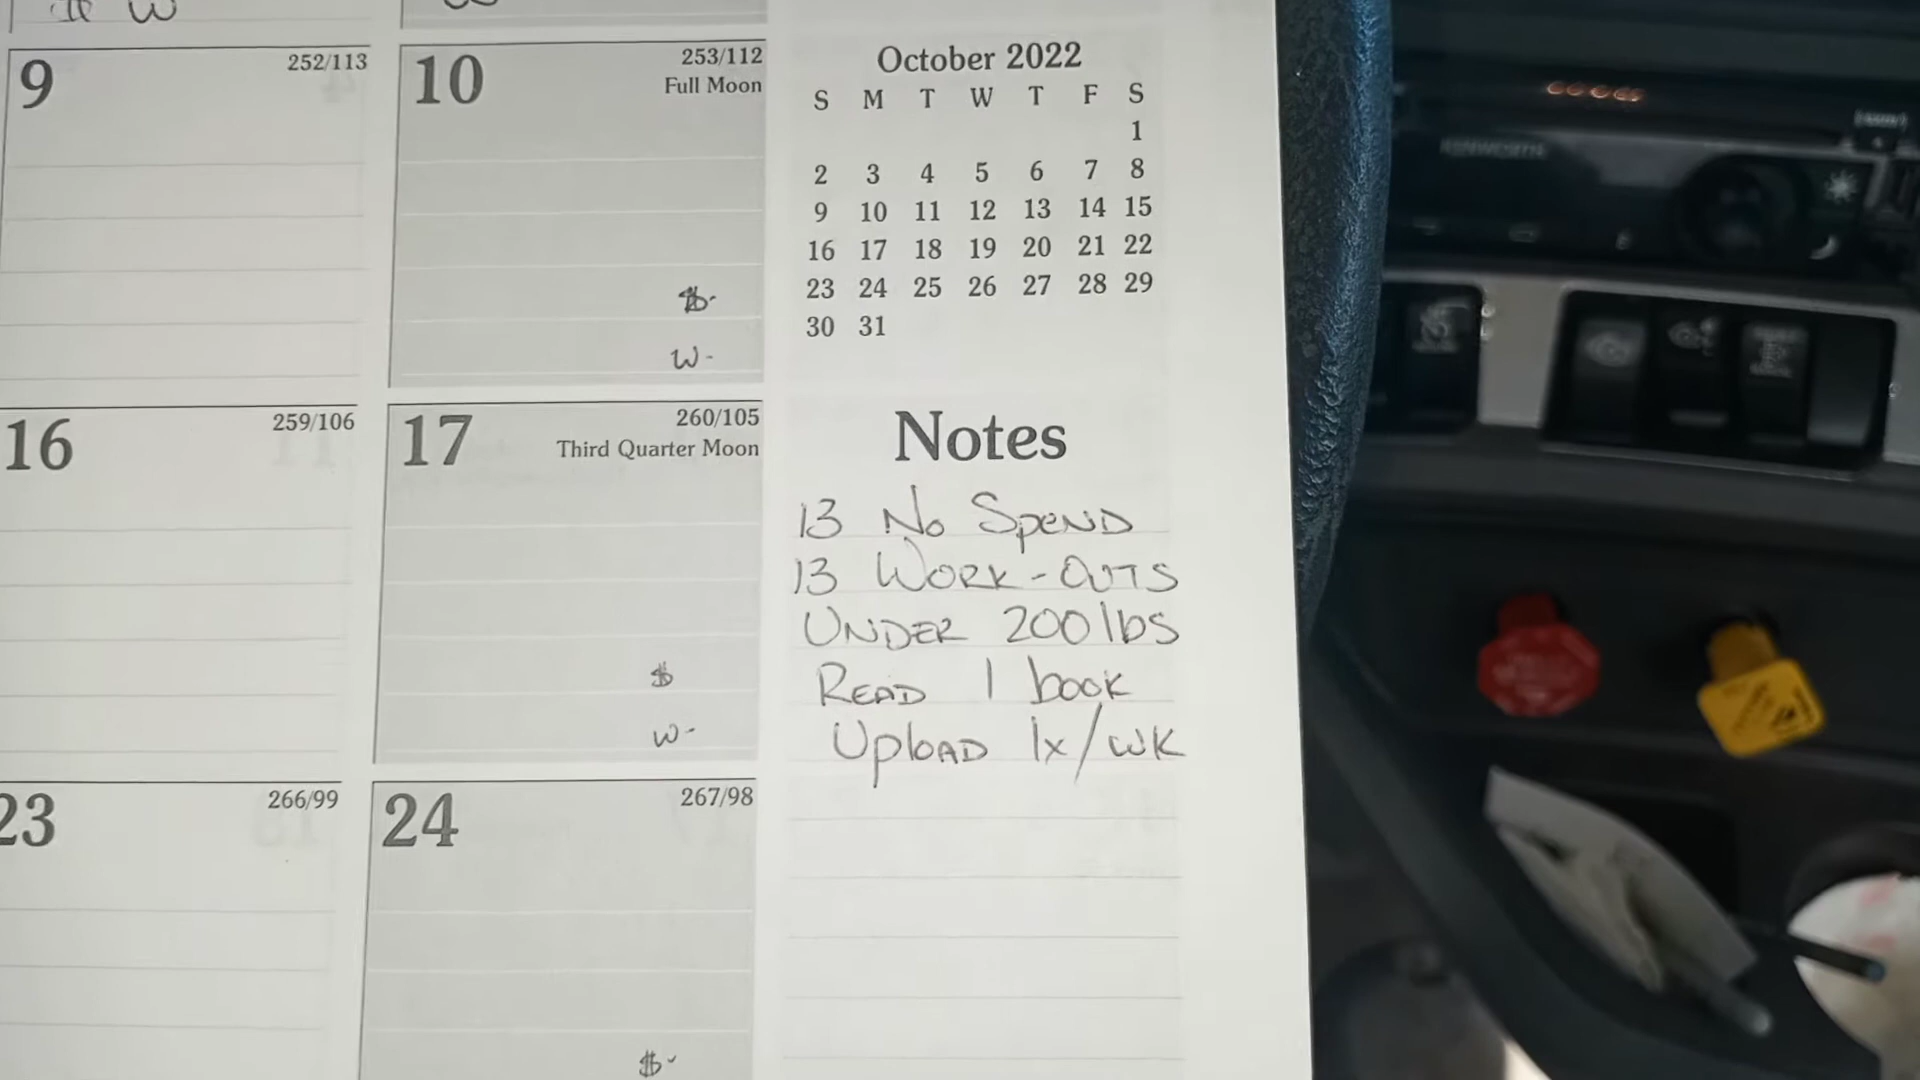 W
9 252/113
10 253/112
Full Moon
$-
W-
16 259/106
17 260/105
Third Quarter Moon
$
W-
23 266/99
24 267/98
$-
October 2022
S M T W T F S
1
2 3 4 5 6 7 8
9 10 11 12 13 14 15
16 17 18 19 20 21 22
23 24 25 26 27 28 29
30 31
Notes
13 No Spend
13 Work-Outs
Under 200 lbs
Read 1 book
Upload 1x/wk
KENWORTH